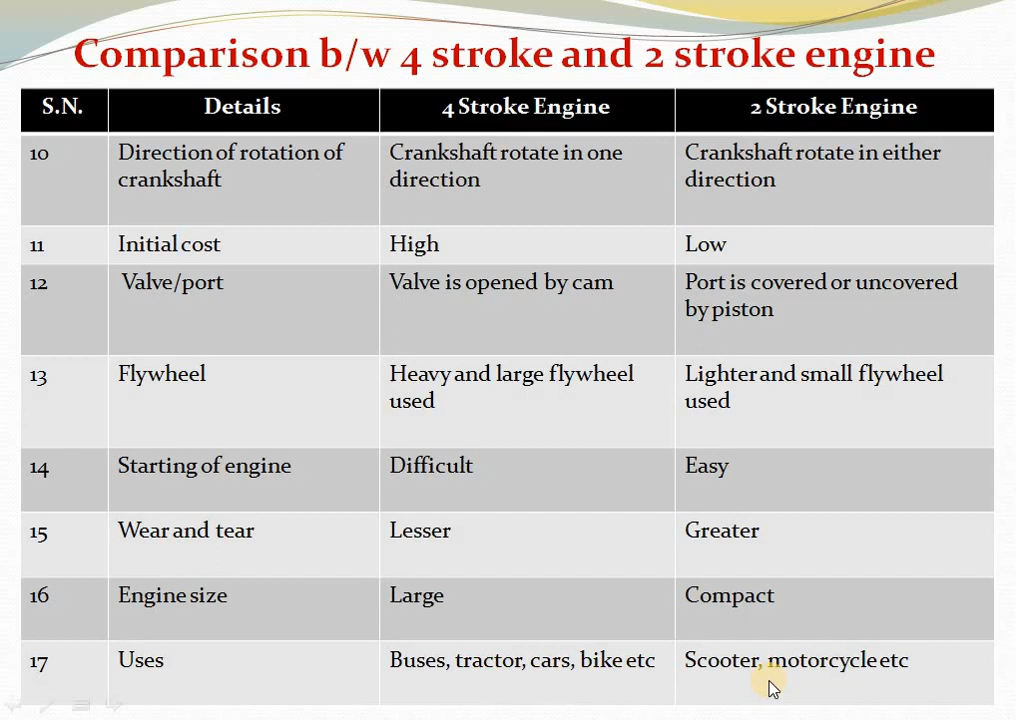 Comparison b/w 4 stroke and 2 stroke engine
S.N. Details 4 Stroke Engine 2 Stroke Engine
10 Direction of rotation of crankshaft Crankshaft rotate in one direction Crankshaft rotate in either direction
11 Initial cost High Low
12 Valve/port Valve is opened by cam Port is covered or uncovered by piston
13 Flywheel Heavy and large flywheel used Lighter and small flywheel used
14 Starting of engine Difficult Easy
15 Wear and tear Lesser Greater
16 Engine size Large Compact
17 Uses Buses, tractor, cars, bike etc Scooter, motorcycle etc